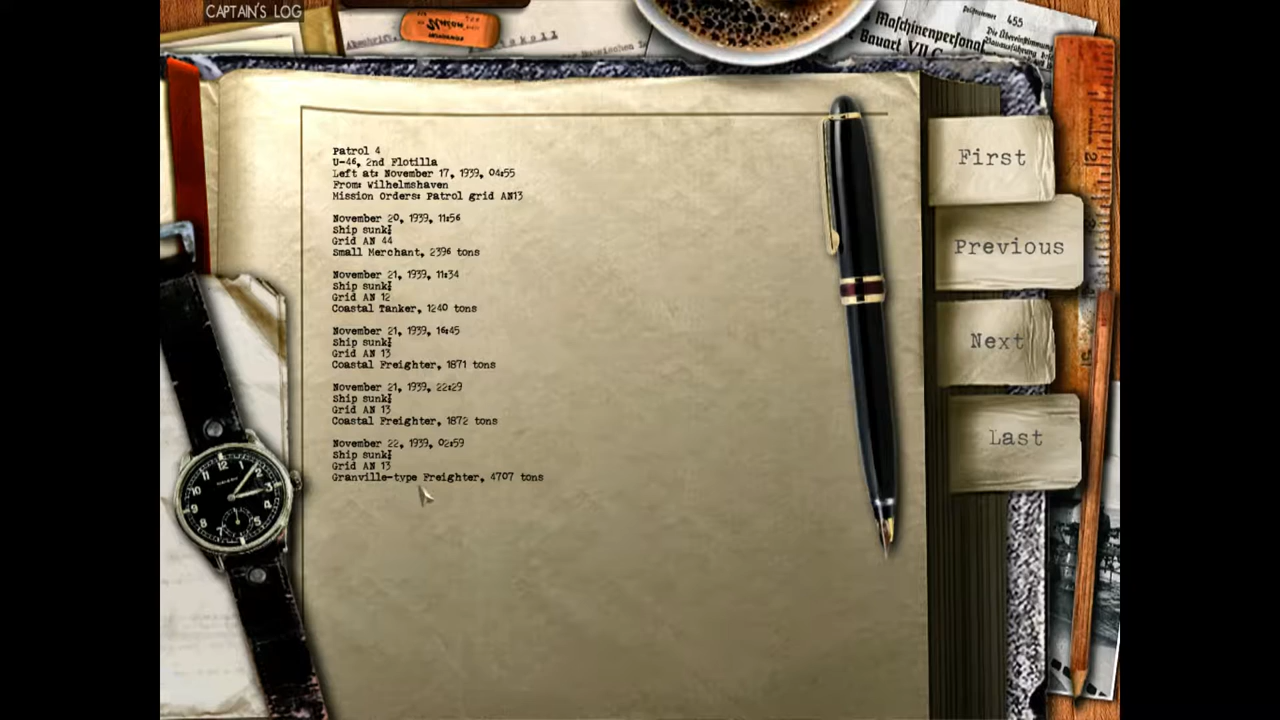 CAPTAIN'S LOG
455
Maschinenpersonal
Bauart VII C
Patrol 4
U-46, 2nd Flotilla
Left at: November 17, 1939, 04:55
From: Wilhelmshaven
Mission Orders: Patrol grid AN13
November 20, 1939, 11:56
Ship sunk!
Grid AN 44
Small Merchant, 2396 tons
November 21, 1939, 11:34
Ship sunk!
Grid AN 12
Coastal Tanker, 1240 tons
November 21, 1939, 16:45
Ship sunk!
Grid AN 13
Coastal Freighter, 1871 tons
November 21, 1939, 22:29
Ship sunk!
Grid AN 13
Coastal Freighter, 1872 tons
November 22, 1939, 02:59
Ship sunk!
Grid AN 13
Granville-type Freighter, 4707 tons
First
Previous
Next
Last